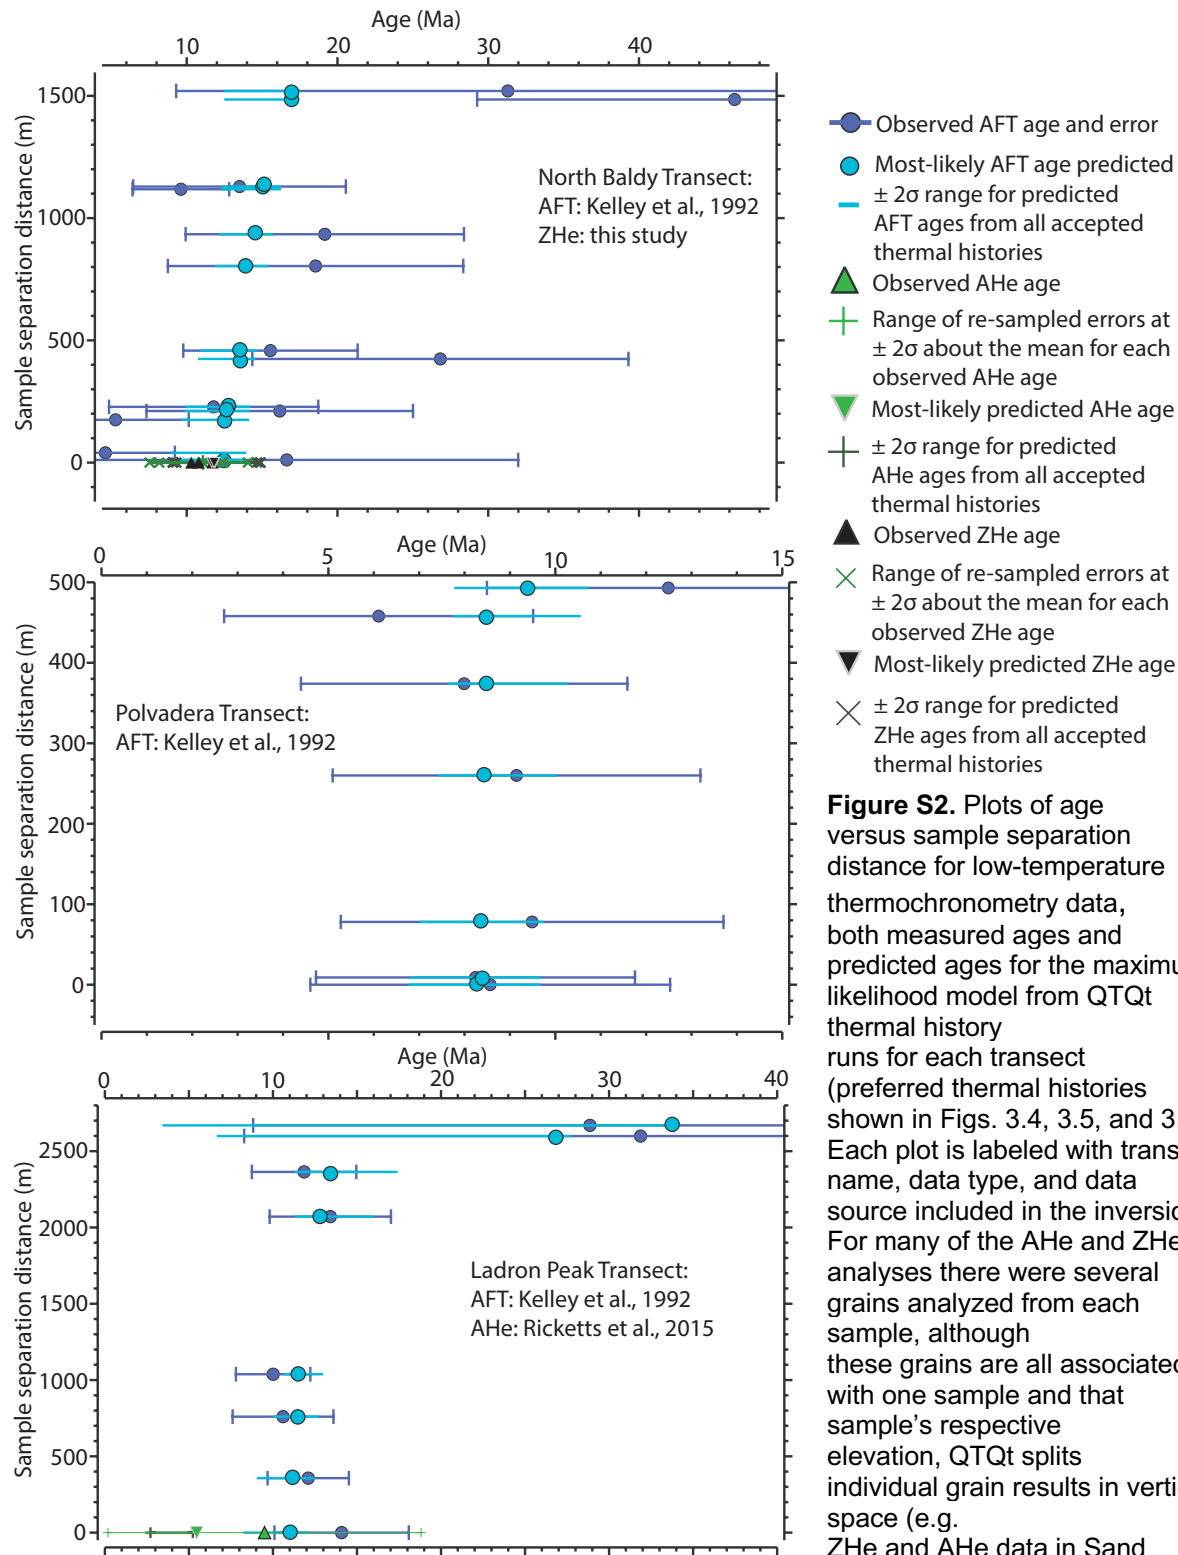 Age (Ma)
10 20 30 40
1500
1000
500
0
Sample separation distance (m)
North Baldy Transect:
AFT: Kelley et al., 1992
ZHe: this study
0 5 10 15
Age (Ma)
500
400
300
200
100
0
Sample separation distance (m)
Polvadera Transect:
AFT: Kelley et al., 1992
Age (Ma)
0 10 20 30 40
2500
2000
1500
1000
500
0
Sample separation distance (m)
Ladron Peak Transect:
AFT: Kelley et al., 1992
AHe: Ricketts et al., 2015
Observed AFT age and error
Most-likely AFT age predicted
± 2σ range for predicted
AFT ages from all accepted
thermal histories
Observed AHe age
Range of re-sampled errors at
± 2σ about the mean for each
observed AHe age
Most-likely predicted AHe age
± 2σ range for predicted
AHe ages from all accepted
thermal histories
Observed ZHe age
Range of re-sampled errors at
± 2σ about the mean for each
observed ZHe age
Most-likely predicted ZHe age
± 2σ range for predicted
ZHe ages from all accepted
thermal histories
Figure S2. Plots of age
versus sample separation
distance for low-temperature
thermochronometry data,
both measured ages and
predicted ages for the
likelihood model from QTQt
thermal history
runs for each transect
(preferred thermal histories
shown in Figs. 3.4, 3.5, and
Each plot is labeled with
name, data type, and data
source included in the
For many of the AHe and ZHe
analyses there were several
grains analyzed from each
sample, although
these grains are all associated
with one sample and that
sample's respective
elevation, QTQt splits
individual grain results in
space (e.g.
ZHe and AHe data in Sand